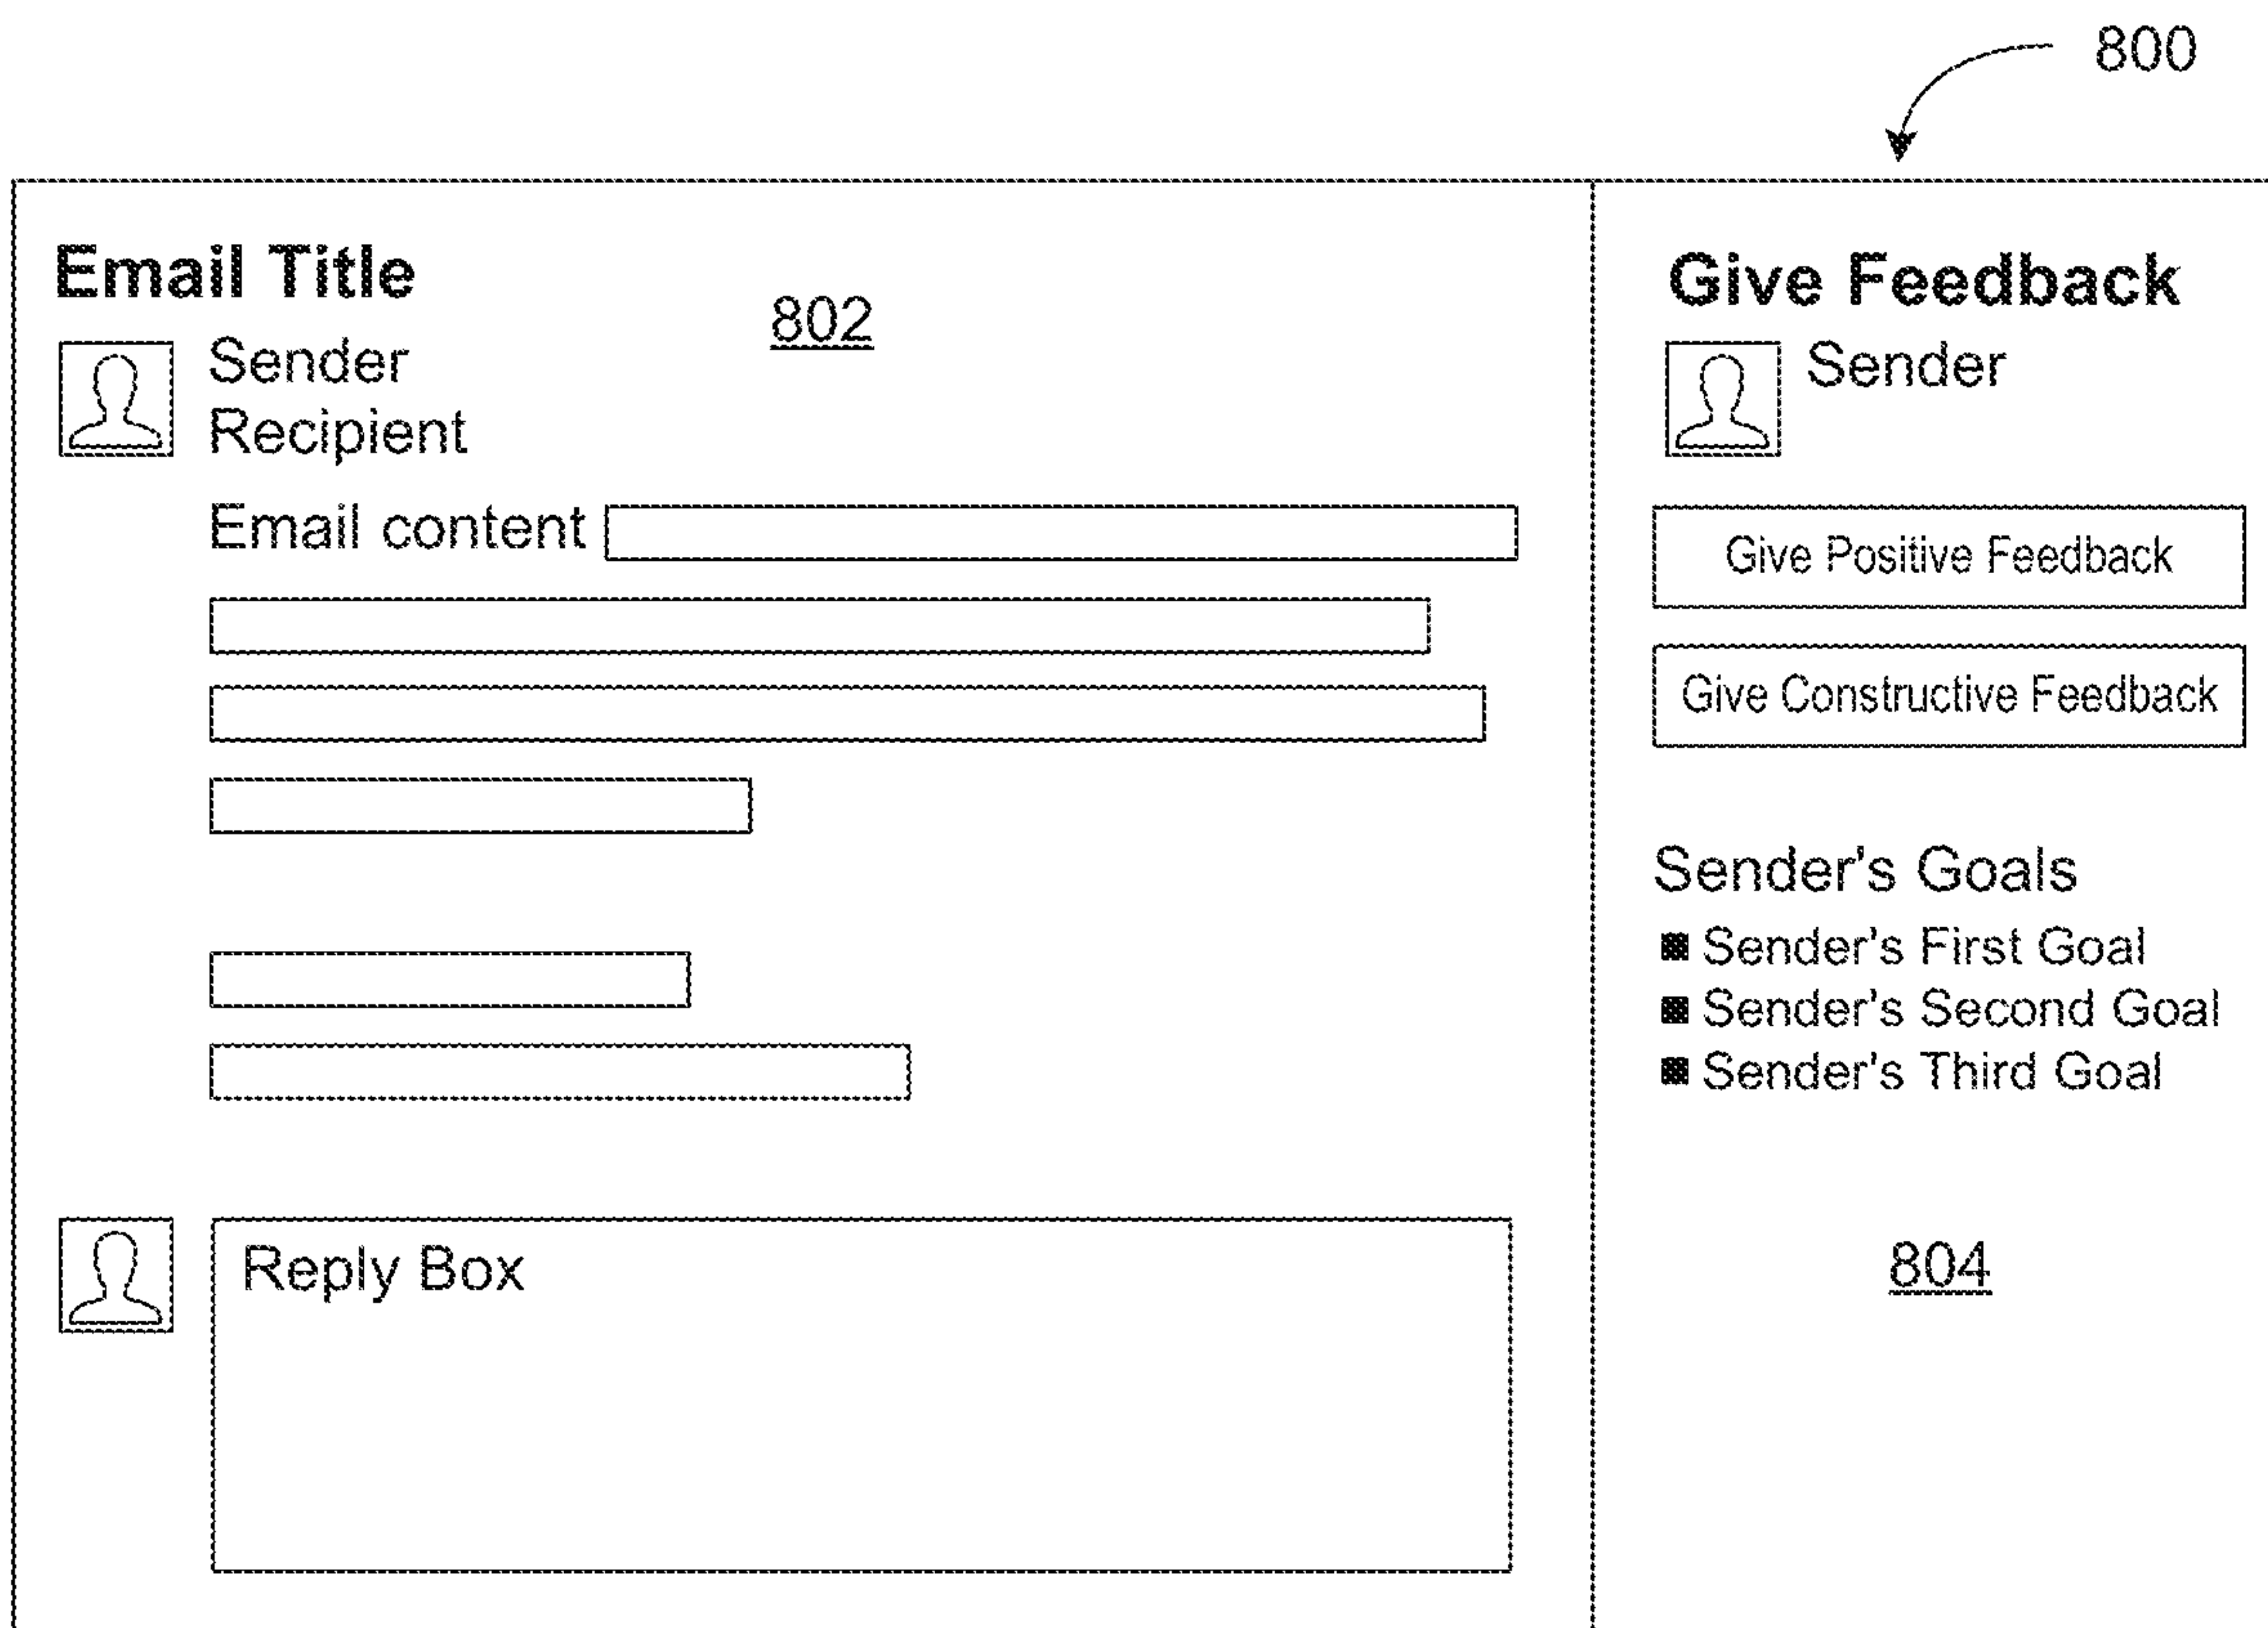 800
Email Title
802
Sender
Recipient
Email content
Reply Box
Give Feedback
Sender
Give Positive Feedback
Give Constructive Feedback
Sender's Goals
Sender's First Goal
Sender's Second Goal
Sender's Third Goal
804